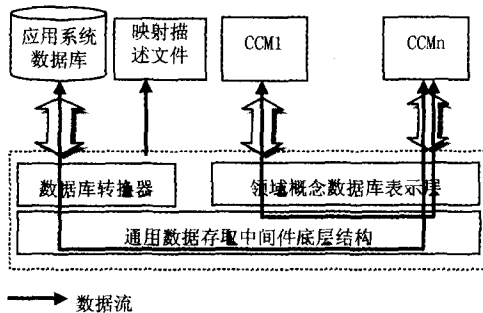 应用系统
数据库
映射描
述文件
CCM1
CCMn
数据库转换器
领域概念数据库表示层
通用数据存取中间件底层结构
数据流